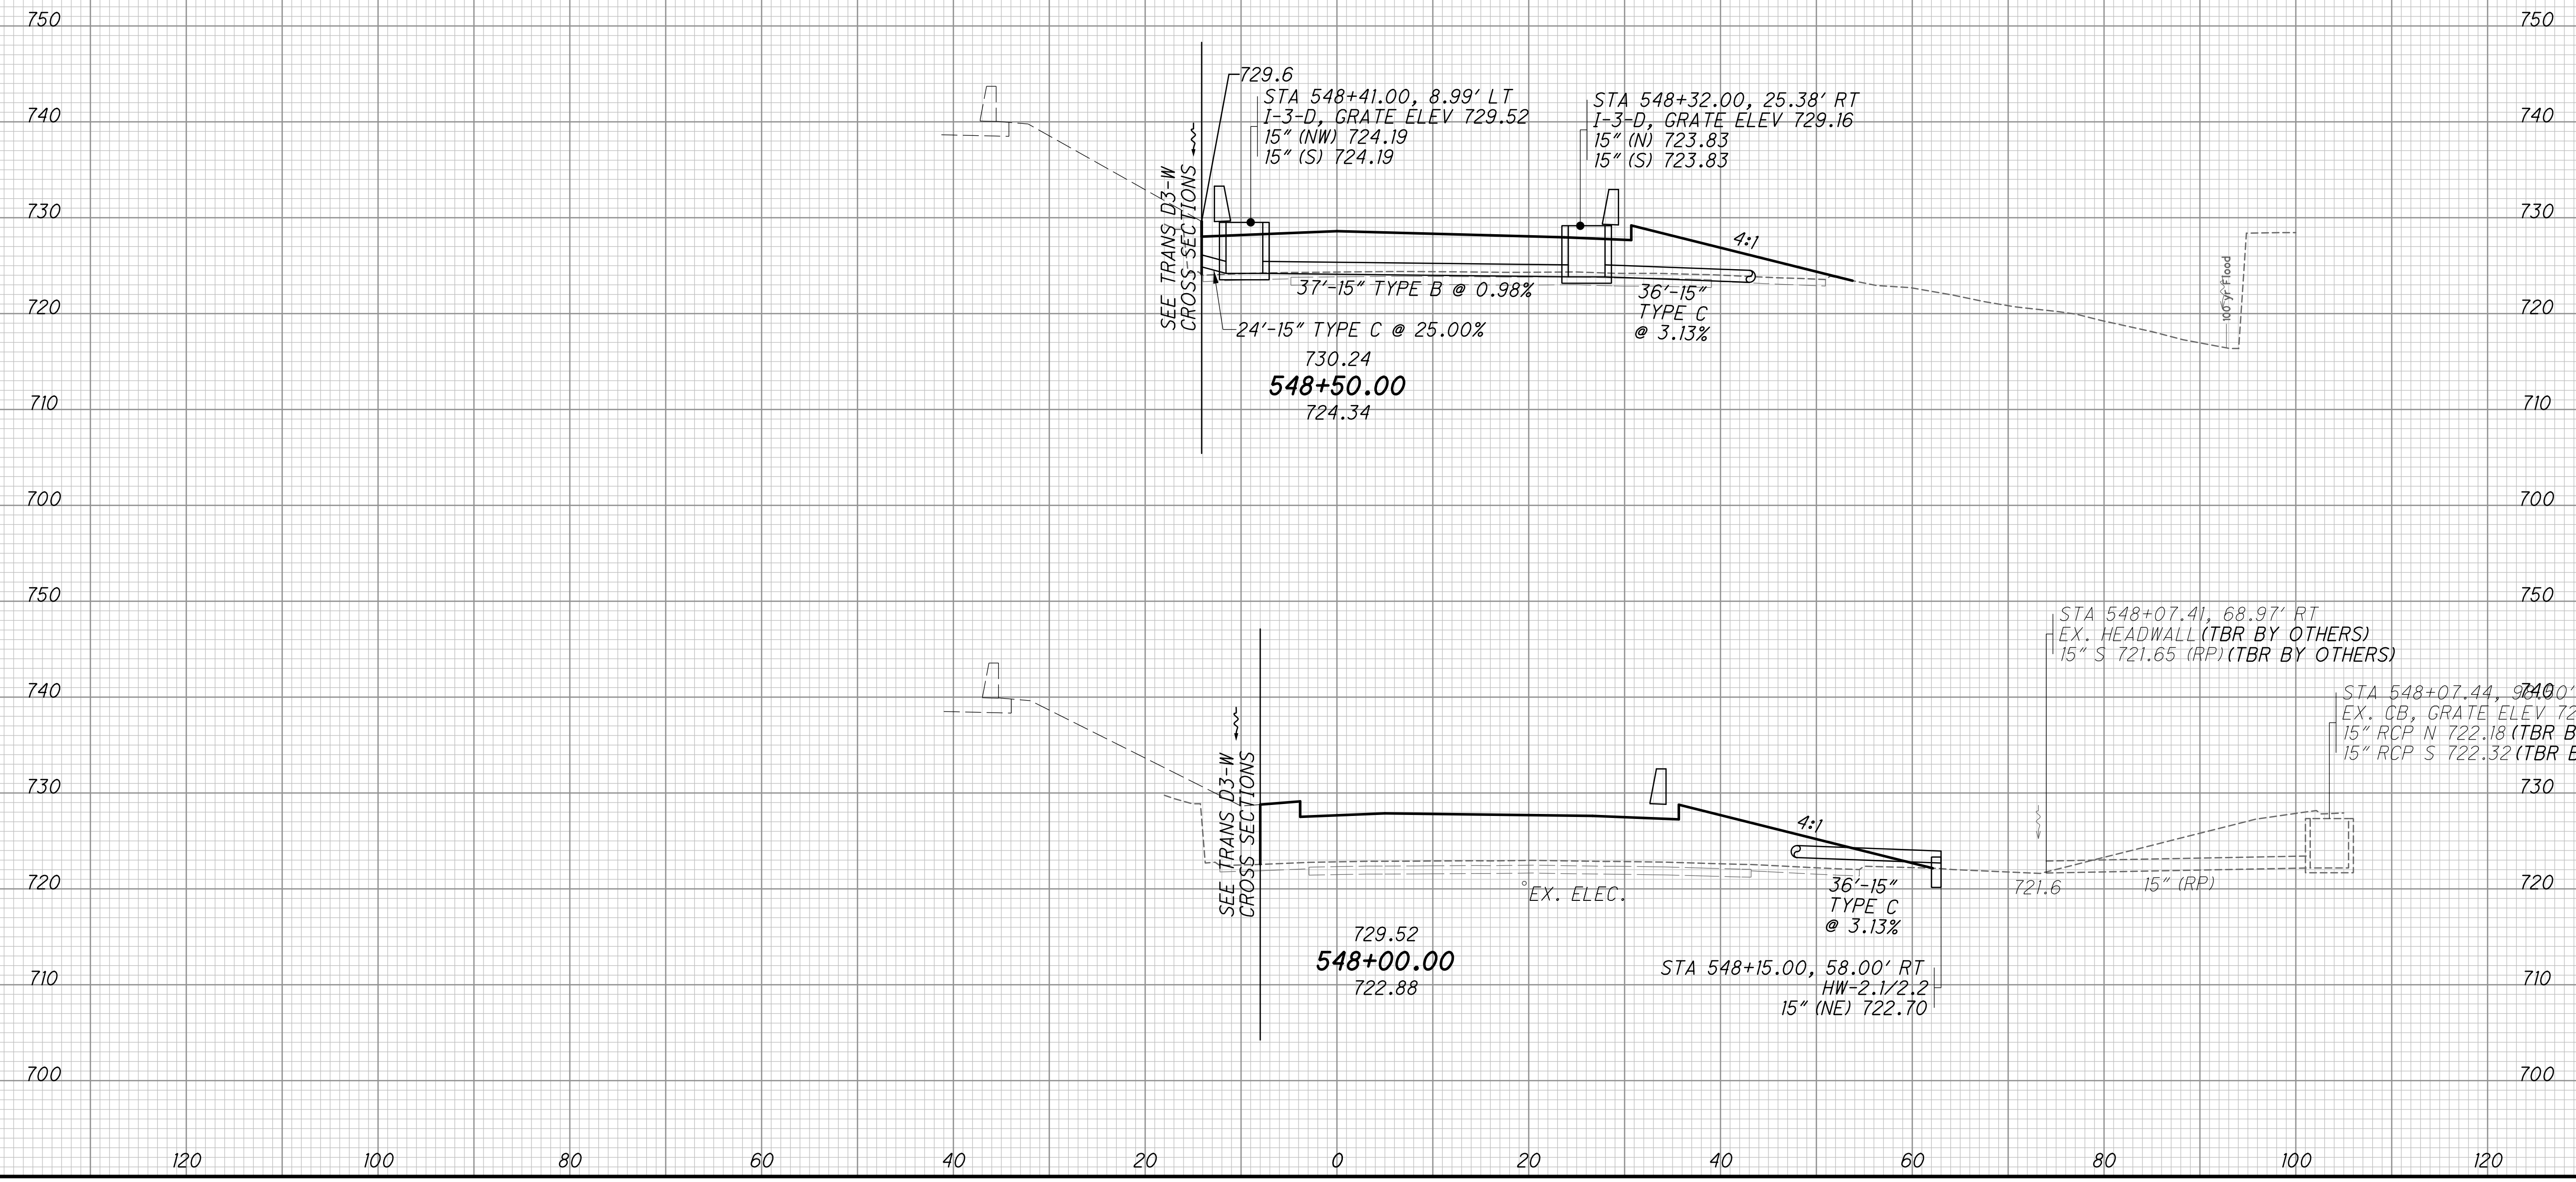 750 750
729.6
STA 548+41.00, 8.99' LT
I-3-D, GRATE ELEV 729.52
15" (NW) 724.19
15" (S) 724.19
STA 548+32.00, 25.38' RT
I-3-D, GRATE ELEV 729.16
15" (N) 723.83
15" (S) 723.83
740 740
SEE TRANS D3-W
CROSS SECTIONS
730 730
4:1
100 yr Flood
37'-15" TYPE B @ 0.98%
36'-15"
TYPE C
@ 3.13%
720 720
24'-15" TYPE C @ 25.00%
730.24
548+50.00
724.34
710 710
700 700
750 750
STA 548+07.41, 68.97' RT
EX. HEADWALL (TBR BY OTHERS)
15" S 721.65 (RP) (TBR BY OTHERS)
740 740
STA 548+07.44,
EX. CB, GRATE ELEV 72
15" RCP N 722.18 (TBR B
15" RCP S 722.32 (TBR B
730 730
SEE TRANS D3-W
CROSS SECTIONS
4:1
720 720
EX. ELEC.
36'-15"
TYPE C
@ 3.13%
721.6
15" (RP)
729.52
548+00.00
722.88
STA 548+15.00, 58.00' RT
HW-2.1/2.2
15" (NE) 722.70
710 710
700 700
120 100 80 60 40 20 0 20 40 60 80 100 120